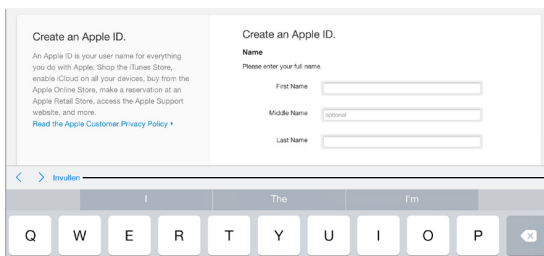 Create an Apple ID.
An Apple ID is your user name for everything
you do with Apple: Shop the iTunes Store,
enable iCloud on all your devices, buy from the
Apple Online Store, make a reservation at an
Apple Retail Store, access the Apple Support
website, and more.
Read the Apple Customer Privacy Policy
Create an Apple ID.
Name
Please enter your full name.
First Name
Middle Name
optional
Last Name
Invullen
I The I'm
Q W E R T Y U I O P